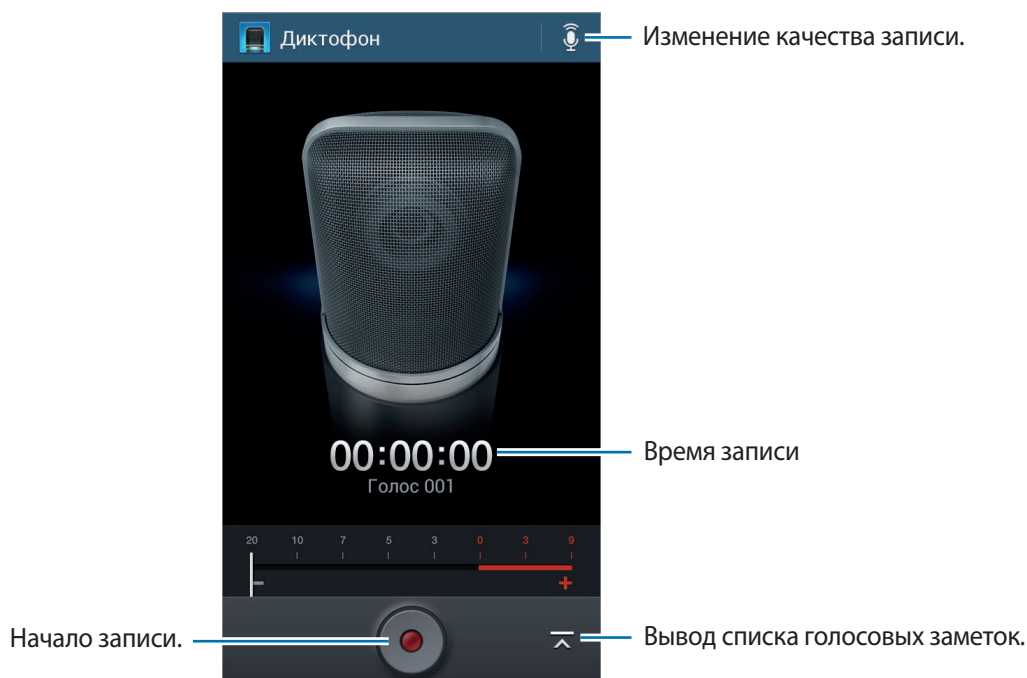 Диктофон
Изменение качества записи.
00:00:00
Время записи
Голос 001
20 10 7 5 3 0 3 9
− +
Начало записи.
Вывод списка голосовых заметок.